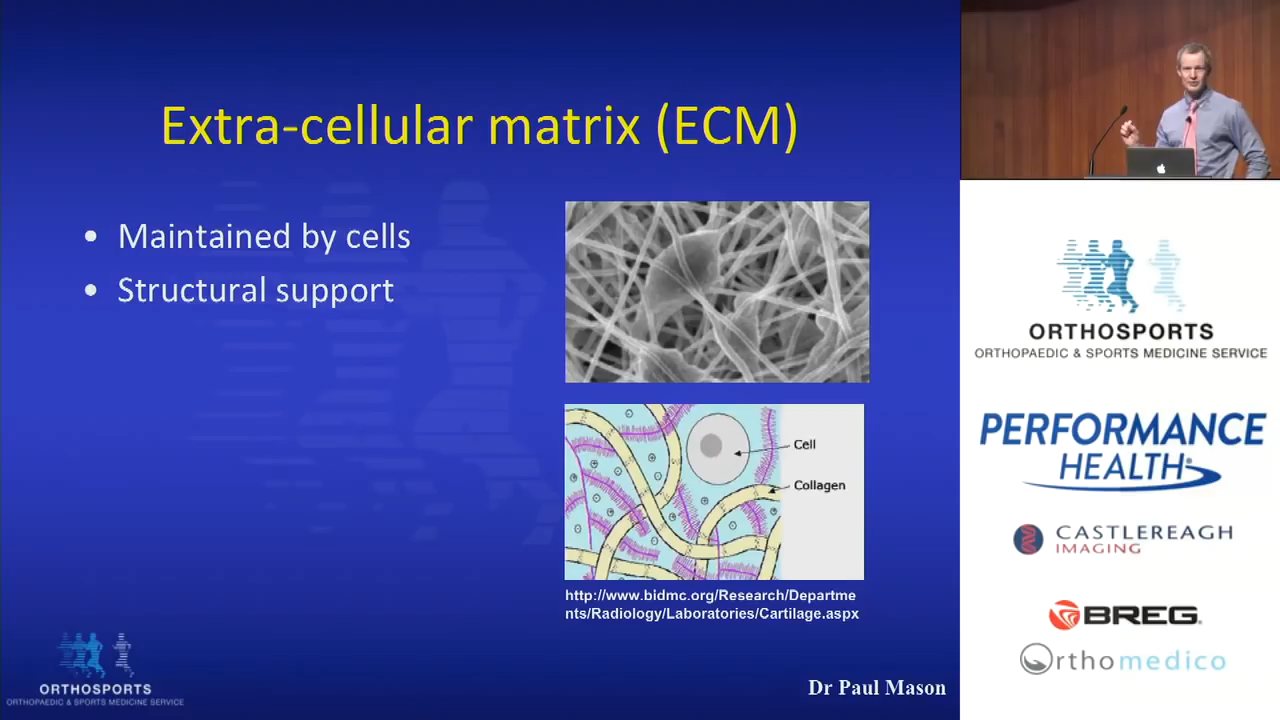 Extra-cellular matrix (ECM)
• Maintained by cells
• Structural support
Cell
Collagen
http://www.bidmc.org/Research/Departme
nts/Radiology/Laboratories/Cartilage.aspx
ORTHOSPORTS
ORTHOPAEDIC & SPORTS MEDICINE SERVICE
Dr Paul Mason
ORTHOSPORTS
ORTHOPAEDIC & SPORTS MEDICINE SERVICE
PERFORMANCE
HEALTH
CASTLEREAGH
IMAGING
BREG
Orthomedico